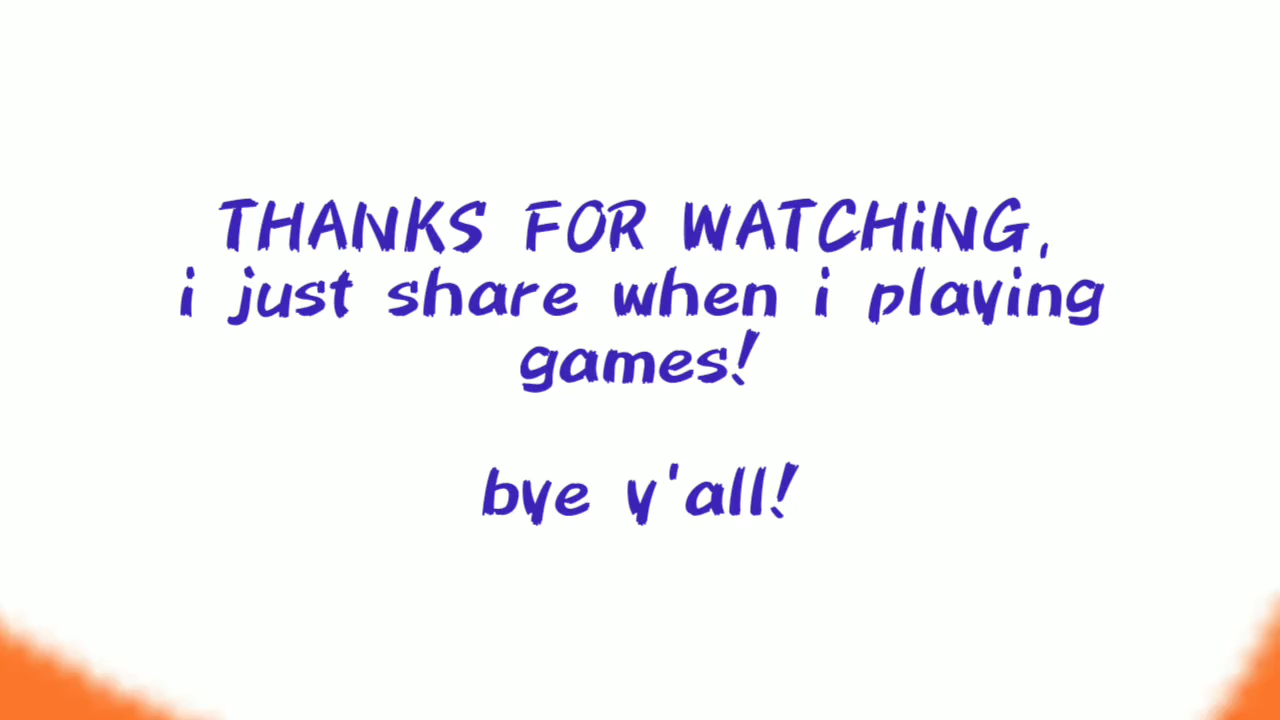 THANKS FOR WATCHiNG,
i just share when i playing
games!
bye y'all!